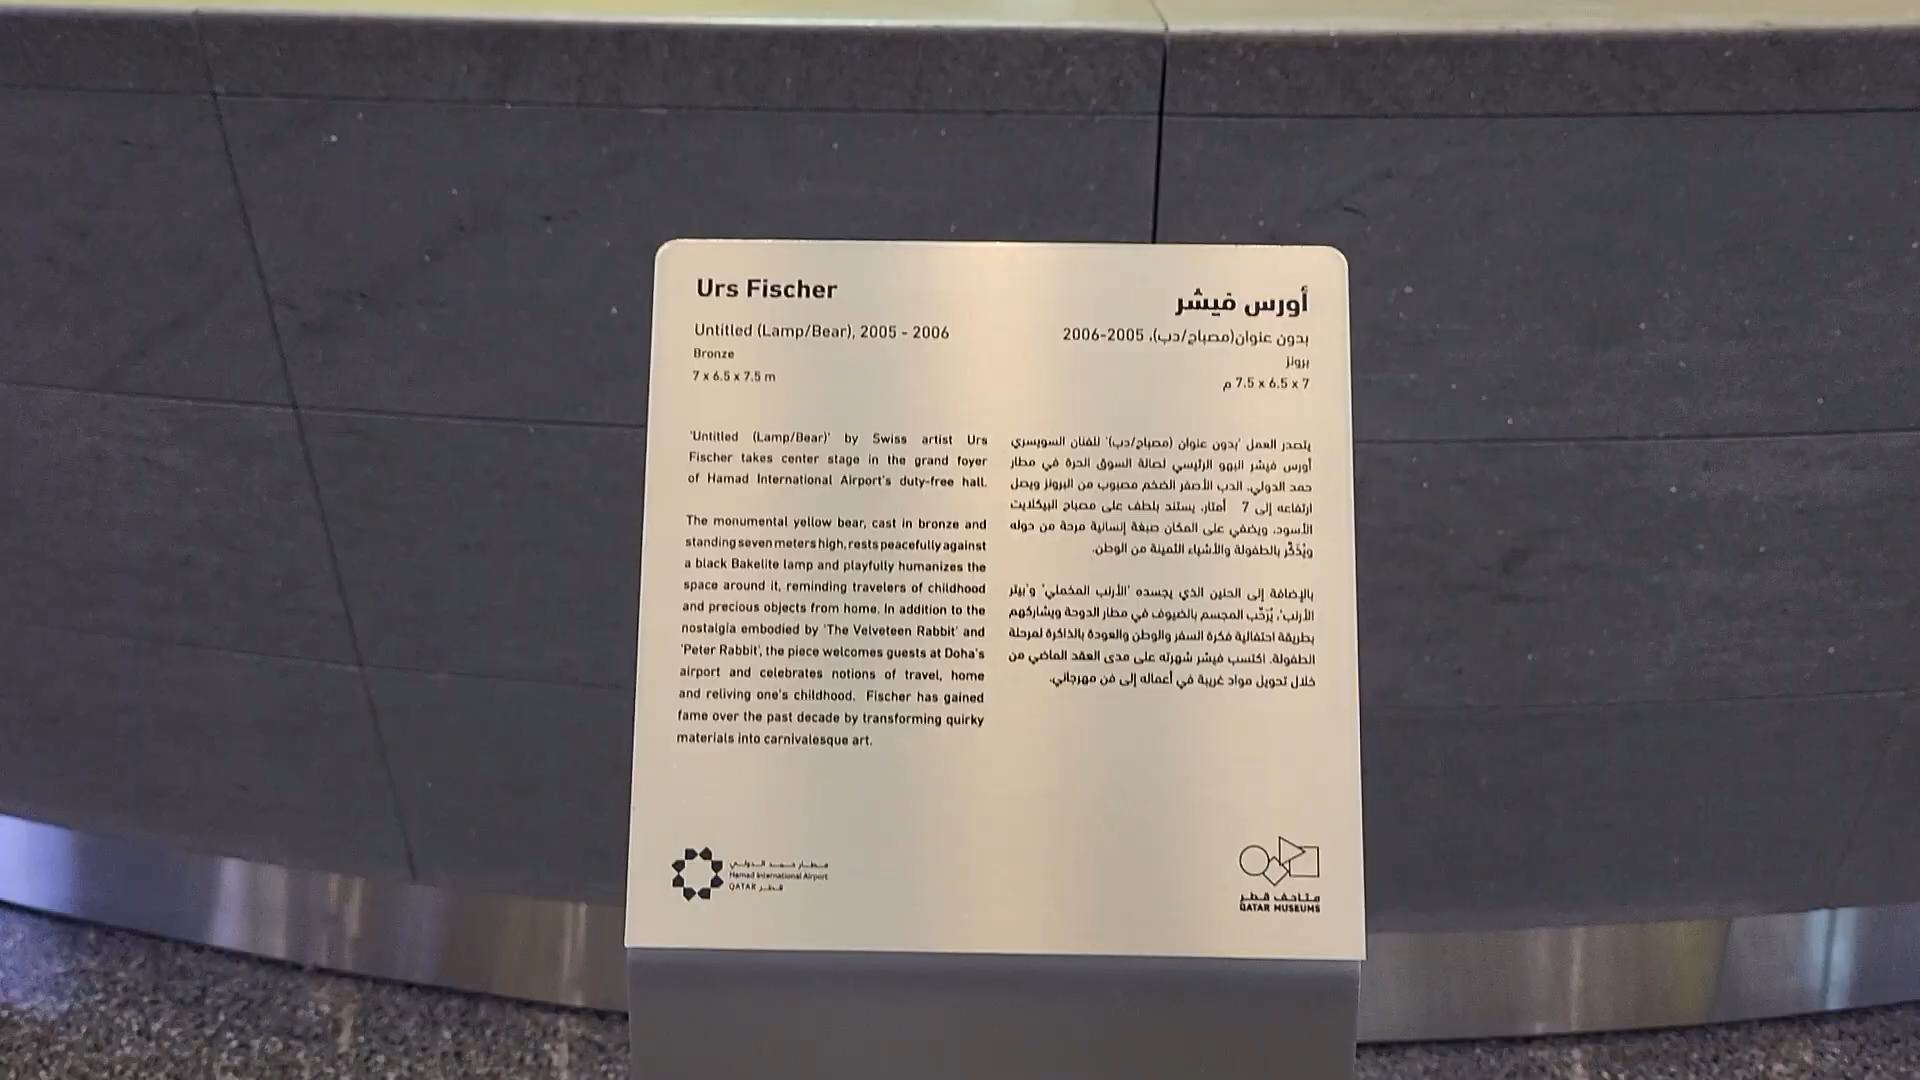 Urs Fischer
Untitled (Lamp/Bear), 2005 - 2006
Bronze
7 x 6.5 x 7.5 m
'Untitled (Lamp/Bear)' by Swiss artist Urs
Fischer takes center stage in the grand foyer
of Hamad International Airport's duty-free hall.
The monumental yellow bear, cast in bronze and
standing seven meters high, rests peacefully against
a black Bakelite lamp and playfully humanizes the
space around it, reminding travelers of childhood
and precious objects from home. In addition to the
nostalgia embodied by 'The Velveteen Rabbit' and
'Peter Rabbit', the piece welcomes guests at Doha's
airport and celebrates notions of travel, home
and reliving one's childhood. Fischer has gained
fame over the past decade by transforming quirky
materials into carnivalesque art.
أورس فيشر
بدون عنوان(مصباح/دب)، 2005-2006
برونز
7 x 6.5 x 7.5 م
يتصدر العمل 'بدون عنوان (مصباح/دب)' للفنان السويسري
أورس فيشر البهو الرئيسي لصالة السوق الحرة في مطار
حمد الدولي. الدب الأصفر الضخم مصبوب من البرونز ويصل
ارتفاعه إلى 7 أمتار، يستند بلطف على مصباح البيكلايت
الأسود، ويضفي على المكان صبغة إنسانية مرحة من حوله
ويُذكّر بالطفولة والأشياء الثمينة من الوطن.
بالإضافة إلى الحنين الذي يجسده 'الأرنب المخملي' و'بيتر
الأرنب'، يُرحّب المجسم بالضيوف في مطار الدوحة ويشاركهم
بطريقة احتفالية فكرة السفر والوطن والعودة بالذاكرة لمرحلة
الطفولة. اكتسب فيشر شهرته على مدى العقد الماضي من
خلال تحويل مواد غريبة في أعماله إلى فن مهرجاني.
مطار حمد الدولي
Hamad International Airport
QATAR قطر
متاحف قطر
QATAR MUSEUMS